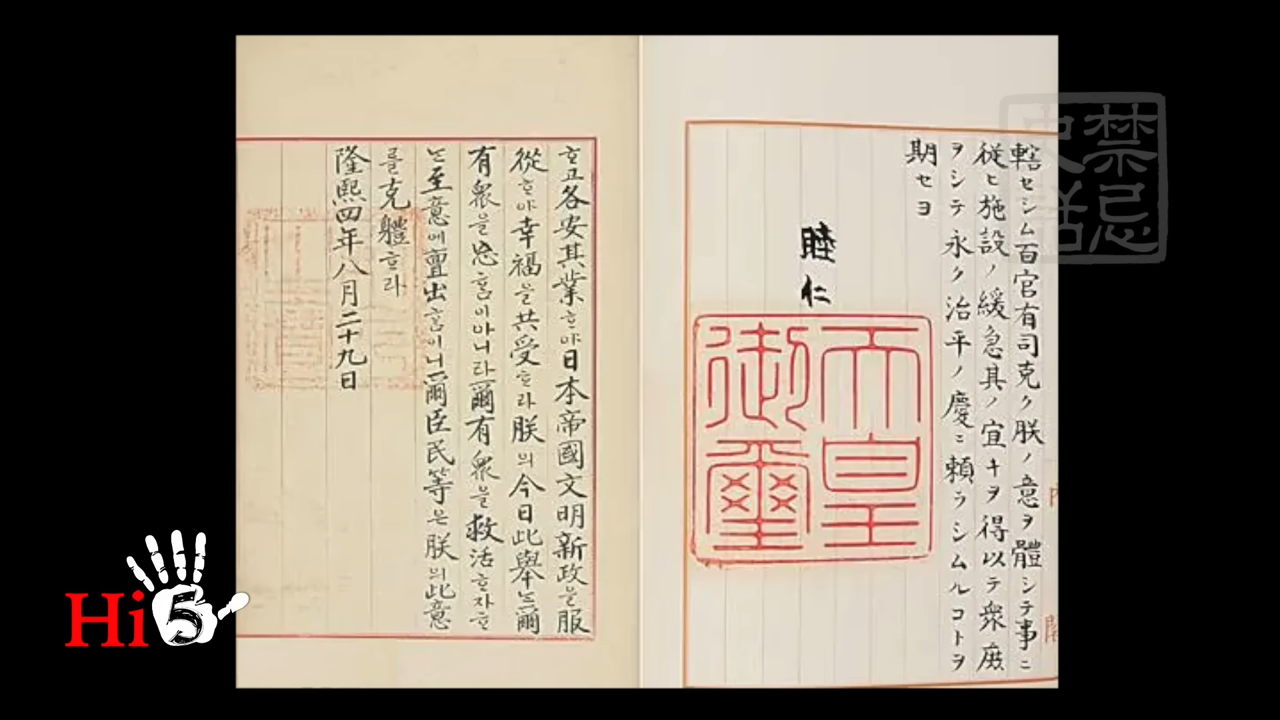 轄セシム百官有司克ク朕ノ意ヲ體シテ事ニ
従ヒ施設ノ緩急其ノ宜キヲ得以テ衆庶
ヲシテ永ク治平ノ慶ニ頼ラシムルコトヲ
期セヨ
睦仁
天皇御璽
ᄒᆞ고各安其業ᄒᆞ야日本帝國文明新政을服
從ᄒᆞ야幸福을共受ᄒᆞ라朕의今日此擧ᄂᆞᆫ爾
有衆을忘홈이아니라爾有衆을救活ᄒᆞ자ᄒᆞ
ᄂᆞᆫ至意에亶出홈이니爾臣民等은朕의此意
를克體ᄒᆞ라
隆熙四年八月二十九日
禁忌史話
Hi5